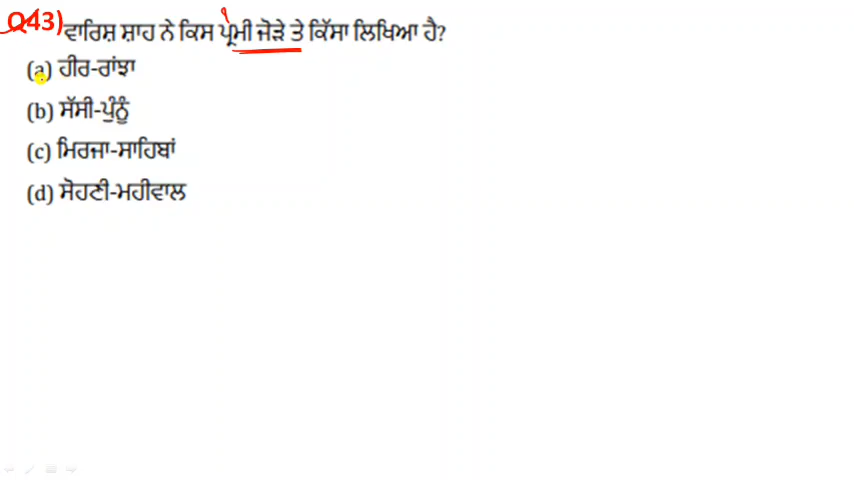 Q43) ਵਾਰਿਸ਼ ਸ਼ਾਹ ਨੇ ਕਿਸ ਪ੍ਰੇਮੀ ਜੋੜੇ ਤੇ ਕਿੱਸਾ ਲਿਖਿਆ ਹੈ?
(a) ਹੀਰ-ਰਾਂਝਾ
(b) ਸੱਸੀ-ਪੁੰਨੂੰ
(c) ਮਿਰਜਾ-ਸਾਹਿਬਾਂ
(d) ਸੋਹਣੀ-ਮਹੀਵਾਲ